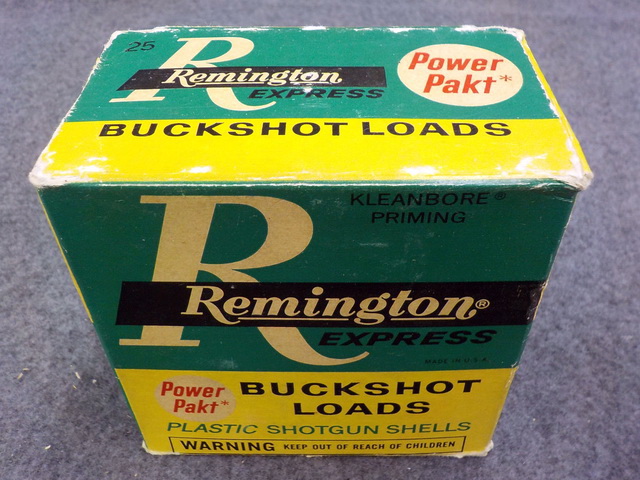 25
R
Remington
EXPRESS
Power
Pakt*
BUCKSHOT LOADS
KLEANBORE®
PRIMING
R
Remington®
EXPRESS
MADE IN U.S.A.
Power
Pakt*
BUCKSHOT
LOADS
PLASTIC SHOTGUN SHELLS
WARNING KEEP OUT OF REACH OF CHILDREN